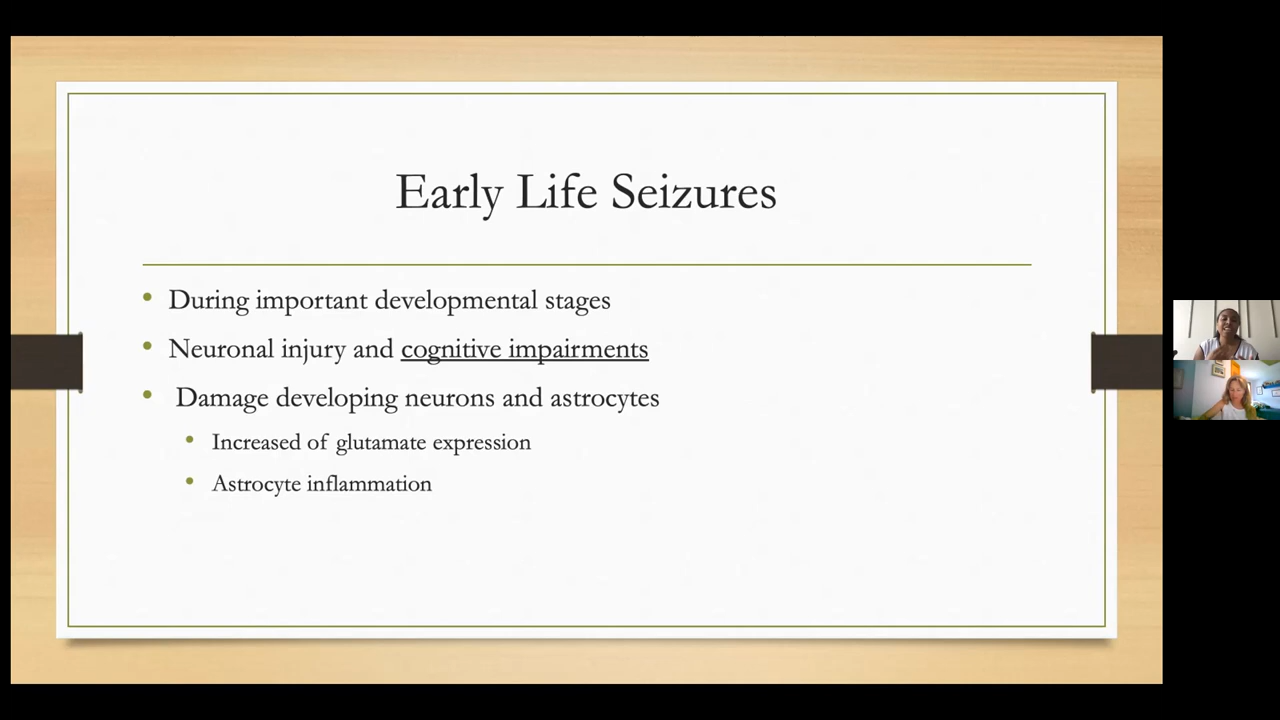 Early Life Seizures
• During important developmental stages
• Neuronal injury and cognitive impairments
• Damage developing neurons and astrocytes
• Increased of glutamate expression
• Astrocyte inflammation